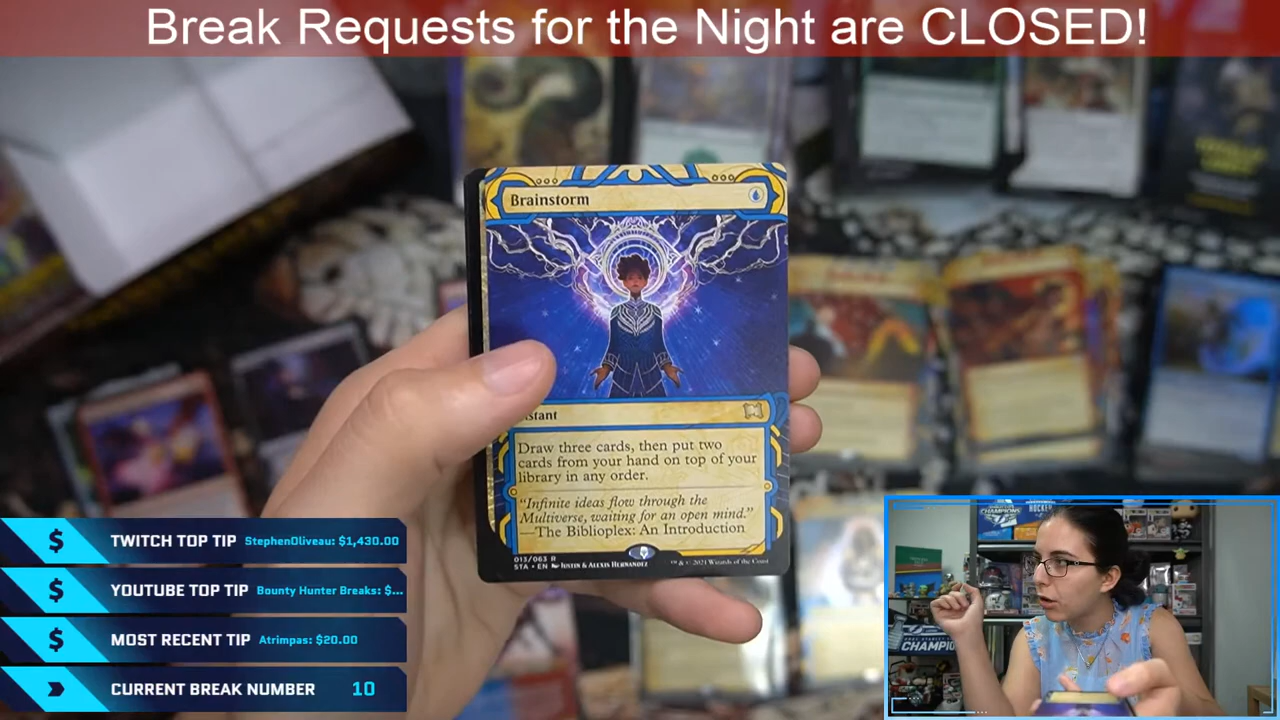 Break Requests for the Night are CLOSED!
Brainstorm
stant
Draw three cards, then put two
cards from your hand on top of your
library in any order.
"Infinite ideas flow through the
Multiverse, waiting for an open mind."
—The Biblioplex: An Introduction
013/063 R
STA • EN Justin & Alexis Hernandez
™ & © 2021 Wizards of the Coast
$ TWITCH TOP TIP StephenOliveau: $1,430.00
$ YOUTUBE TOP TIP Bounty Hunter Breaks: $...
$ MOST RECENT TIP Atrimpas: $20.00
CURRENT BREAK NUMBER 10
CHAMPIONS
HOCKEY
CHAMPION